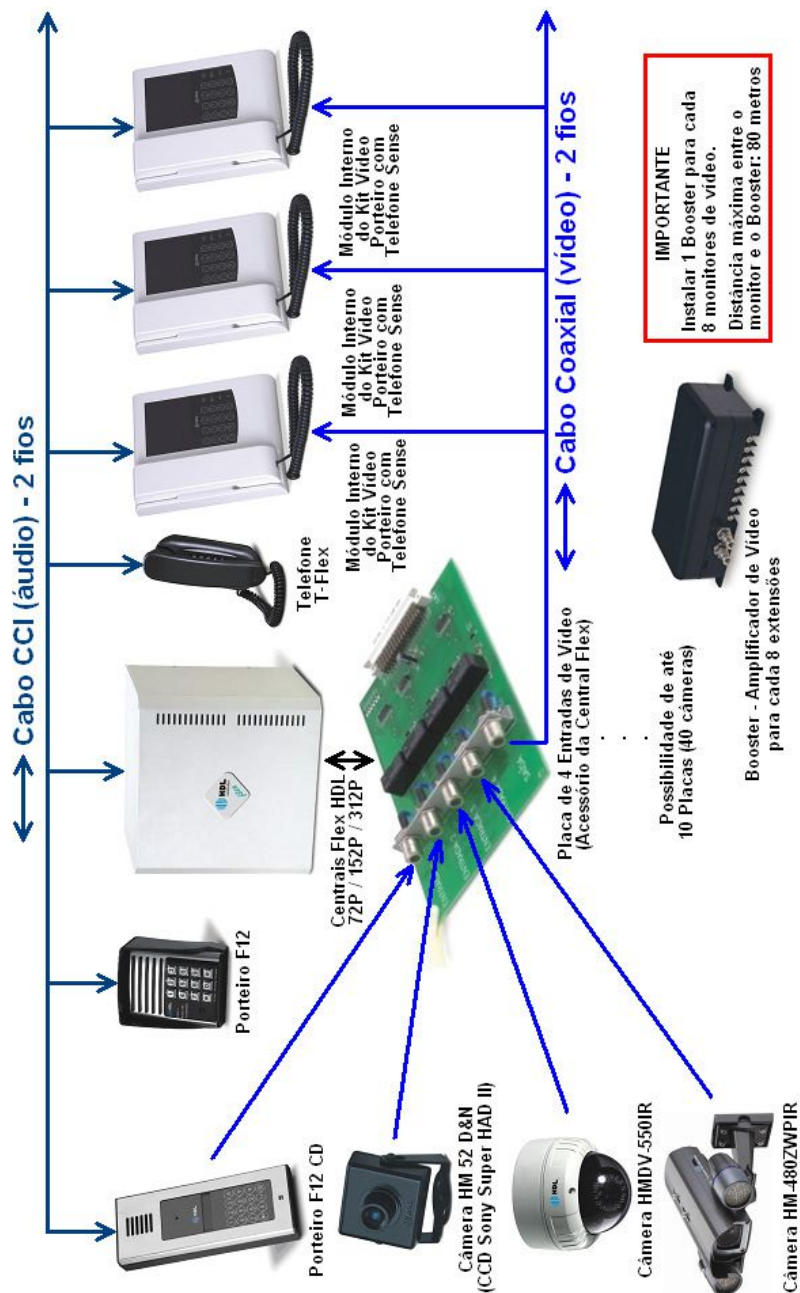 Cabo CCI (áudio) - 2 fios
Porteiro F12 CD
Porteiro F12
Centrais Flex HDL
72P / 152P / 312P
HDL
flex
Telefone
T-Flex
Módulo Interno
do Kit Vídeo
Porteiro com
Telefone Sense
Módulo Interno
do Kit Vídeo
Porteiro com
Telefone Sense
Módulo Interno
do Kit Vídeo
Porteiro com
Telefone Sense
Câmera HM 52 D&N
(CCD Sony Super HAD II)
HDL
Câmera HMDV-550IR
Câmera HM-480ZWPIR
SAIDA
Placa de 4 Entradas de Vídeo
(Acessório da Central Flex)
Cabo Coaxial (vídeo) - 2 fios
Possibilidade de até
10 Placas (40 câmeras)
Booster - Amplificador de Vídeo
para cada 8 extensões
IMPORTANTE
Instalar 1 Booster para cada
8 monitores de vídeo.
Distância máxima entre o
monitor e o Booster: 80 metros